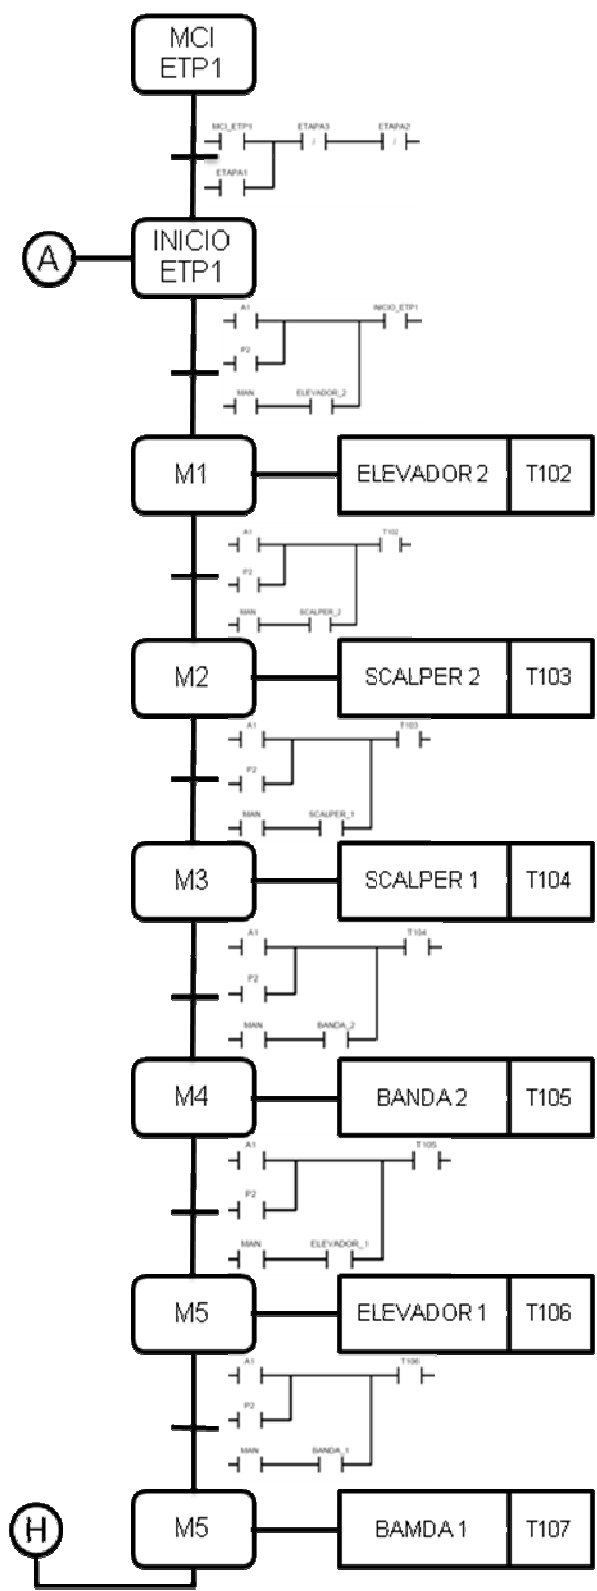 MCI
ETP1
MCI_ETP1 ETAPA3 ETAPA2
/ /
ETAPA1
A
INICIO
ETP1
A1 INICIO_ETP1
P2
MAN ELEVADOR_2
M1 ELEVADOR 2 T102
A1 T102
P2
MAN SCALPER_2
M2 SCALPER 2 T103
A1 T103
P2
MAN SCALPER_1
M3 SCALPER 1 T104
A1 T104
P2
MAN BANDA_2
M4 BANDA 2 T105
A1 T105
P2
MAN ELEVADOR_1
M5 ELEVADOR 1 T106
A1 T106
P2
MAN BANDA_1
H M5 BAMDA 1 T107